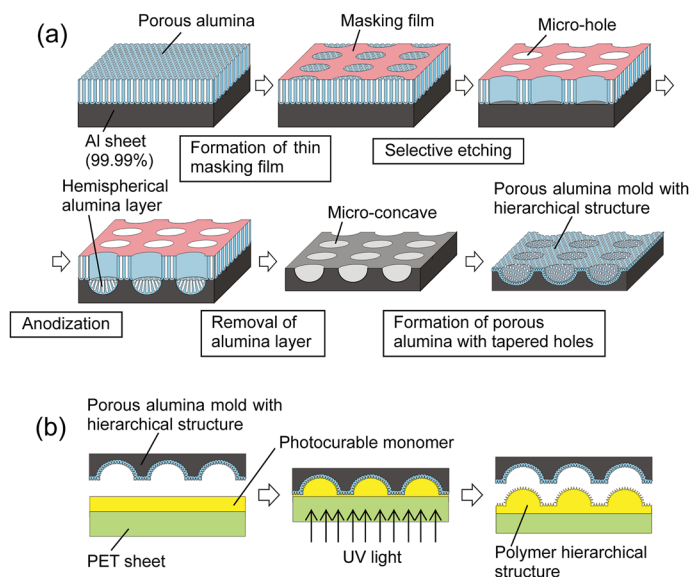 (a)
Porous alumina
Masking film
Micro-hole
Al sheet
(99.99%)
Formation of thin
masking film
Selective etching
Hemispherical
alumina layer
Micro-concave
Porous alumina mold with
hierarchical structure
Anodization
Removal of
alumina layer
Formation of porous
alumina with tapered holes
(b)
Porous alumina mold with
hierarchical structure
Photocurable monomer
PET sheet
UV light
Polymer hierarchical
structure